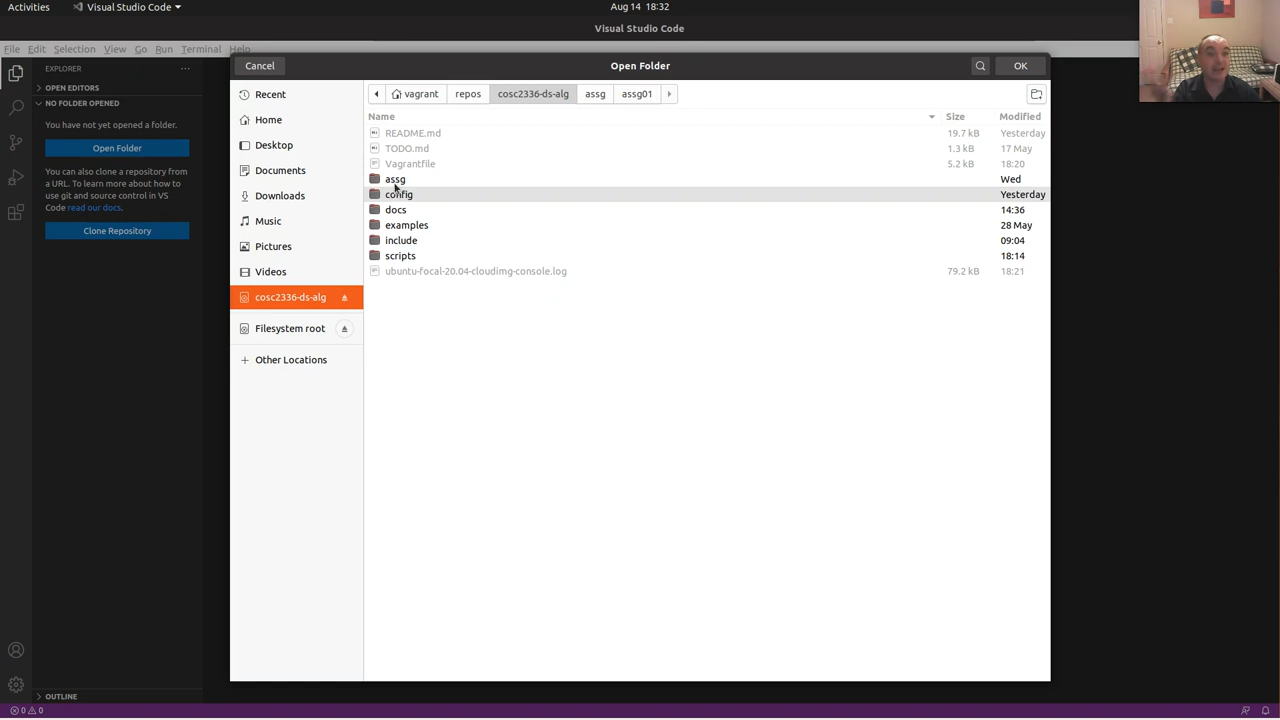 Activities
Visual Studio Code
Aug 14 18:32
Visual Studio Code
File Edit Selection View Go Run Terminal Help
EXPLORER
OPEN EDITORS
NO FOLDER OPENED
You have not yet opened a folder.
Open Folder
You can also clone a repository from
a URL. To learn more about how to
use git and source control in VS
Code read our docs.
Clone Repository
OUTLINE
0 0
Cancel
Open Folder
OK
Recent
Home
Desktop
Documents
Downloads
Music
Pictures
Videos
cosc2336-ds-alg
Filesystem root
Other Locations
vagrant repos cosc2336-ds-alg assg assg01
Name Size Modified
README.md 19.7 kB Yesterday
TODO.md 1.3 kB 17 May
Vagrantfile 5.2 kB 18:20
assg Wed
config Yesterday
docs 14:36
examples 28 May
include 09:04
scripts 18:14
ubuntu-focal-20.04-cloudimg-console.log 79.2 kB 18:21